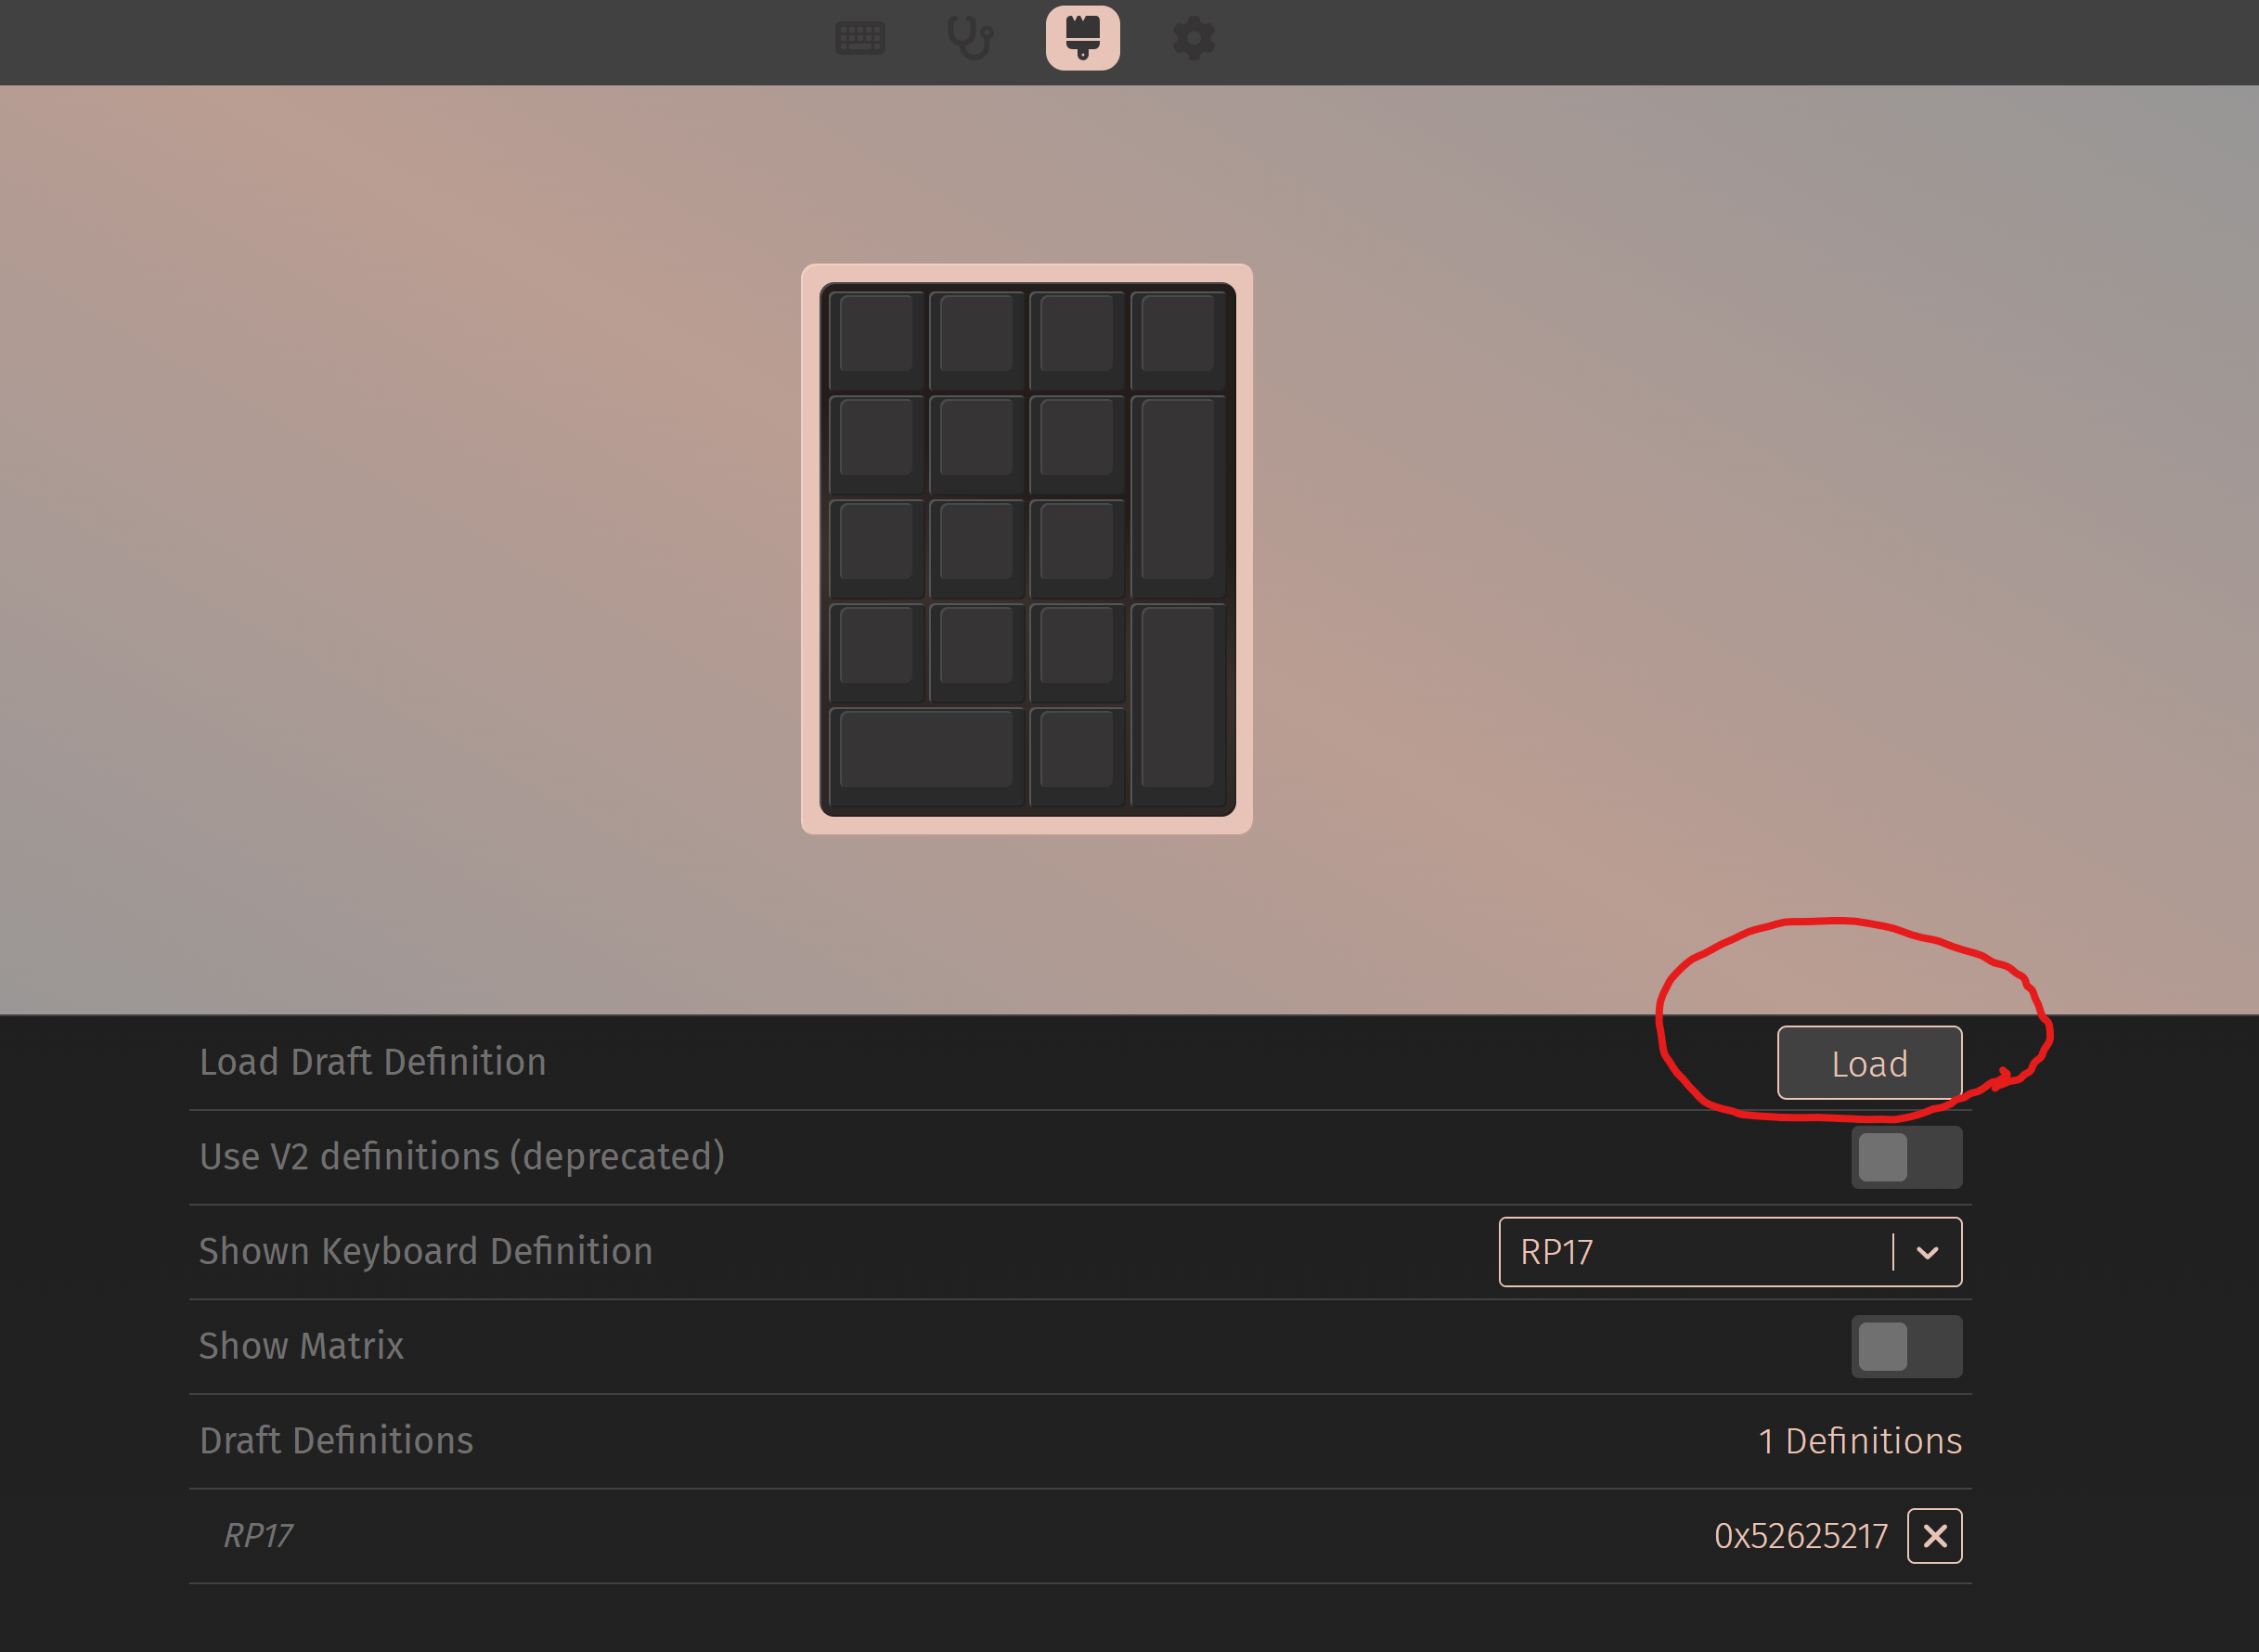 Load Draft Definition
Load
Use V2 definitions (deprecated)
Shown Keyboard Definition
RP17
Show Matrix
Draft Definitions
1 Definitions
RP17
0x52625217